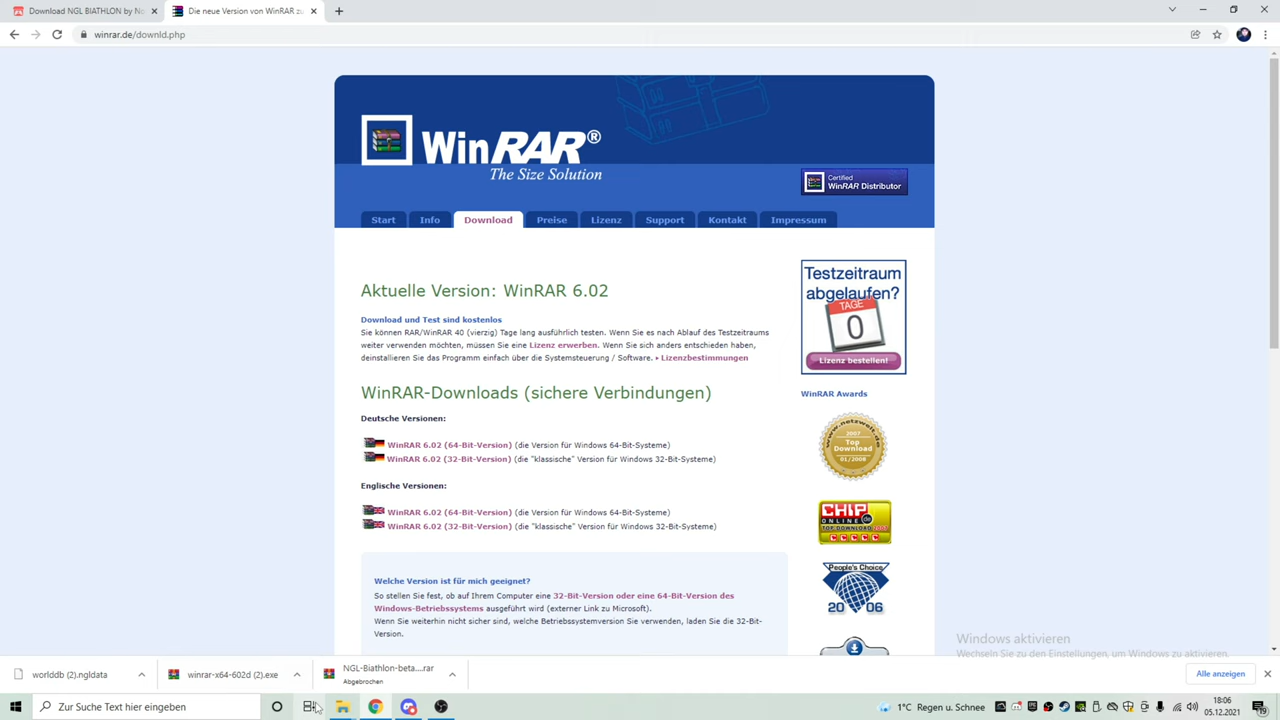 Download NGL BIATHLON by No
Die neue Version von WinRAR zu
winrar.de/downld.php
WinRAR®
The Size Solution
Certified
WinRAR Distributor
Start Info Download Preise Lizenz Support Kontakt Impressum
Aktuelle Version: WinRAR 6.02
Download und Test sind kostenlos
Sie können RAR/WinRAR 40 (vierzig) Tage lang ausführlich testen. Wenn Sie es nach Ablauf des Testzeitraums
weiter verwenden möchten, müssen Sie eine Lizenz erwerben. Wenn Sie sich anders entschieden haben,
deinstallieren Sie das Programm einfach über die Systemsteuerung / Software. Lizenzbestimmungen
WinRAR-Downloads (sichere Verbindungen)
Deutsche Versionen:
WinRAR 6.02 (64-Bit-Version) (die Version für Windows 64-Bit-Systeme)
WinRAR 6.02 (32-Bit-Version) (die "klassische" Version für Windows 32-Bit-Systeme)
Englische Versionen:
WinRAR 6.02 (64-Bit-Version) (die Version für Windows 64-Bit-Systeme)
WinRAR 6.02 (32-Bit-Version) (die "klassische" Version für Windows 32-Bit-Systeme)
Welche Version ist für mich geeignet?
So stellen Sie fest, ob auf Ihrem Computer eine 32-Bit-Version oder eine 64-Bit-Version des
Windows-Betriebssystems ausgeführt wird (externer Link zu Microsoft).
Wenn Sie weiterhin nicht sicher sind, welche Betriebssystemversion Sie verwenden, laden Sie die 32-Bit-
Version.
Testzeitraum
abgelaufen?
TAGE
0
Lizenz bestellen!
WinRAR Awards
www.netzwelt.de
2007
Top
Download
01/2008
CHIP
ONLINE
People's Choice
20 06
Windows aktivieren
Wechseln Sie zu den Einstellungen, um Windows zu aktivieren.
worlddb (2).ngldata
winrar-x64-602d (2).exe
NGL-Biathlon-beta....rar
Abgebrochen
Alle anzeigen
Zur Suche Text hier eingeben
1°C Regen u. Schnee
18:06
05.12.2021